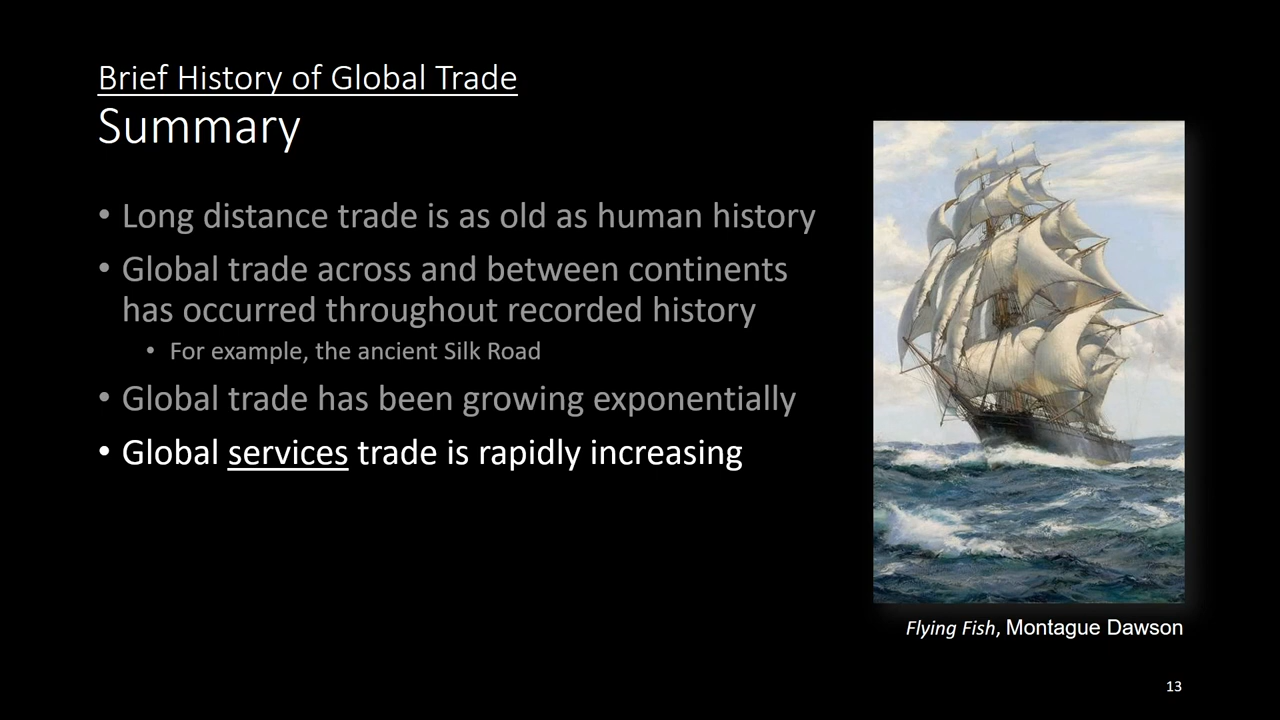 Brief History of Global Trade
Summary
• Long distance trade is as old as human history
• Global trade across and between continents
has occurred throughout recorded history
• For example, the ancient Silk Road
• Global trade has been growing exponentially
• Global services trade is rapidly increasing
Flying Fish, Montague Dawson
13